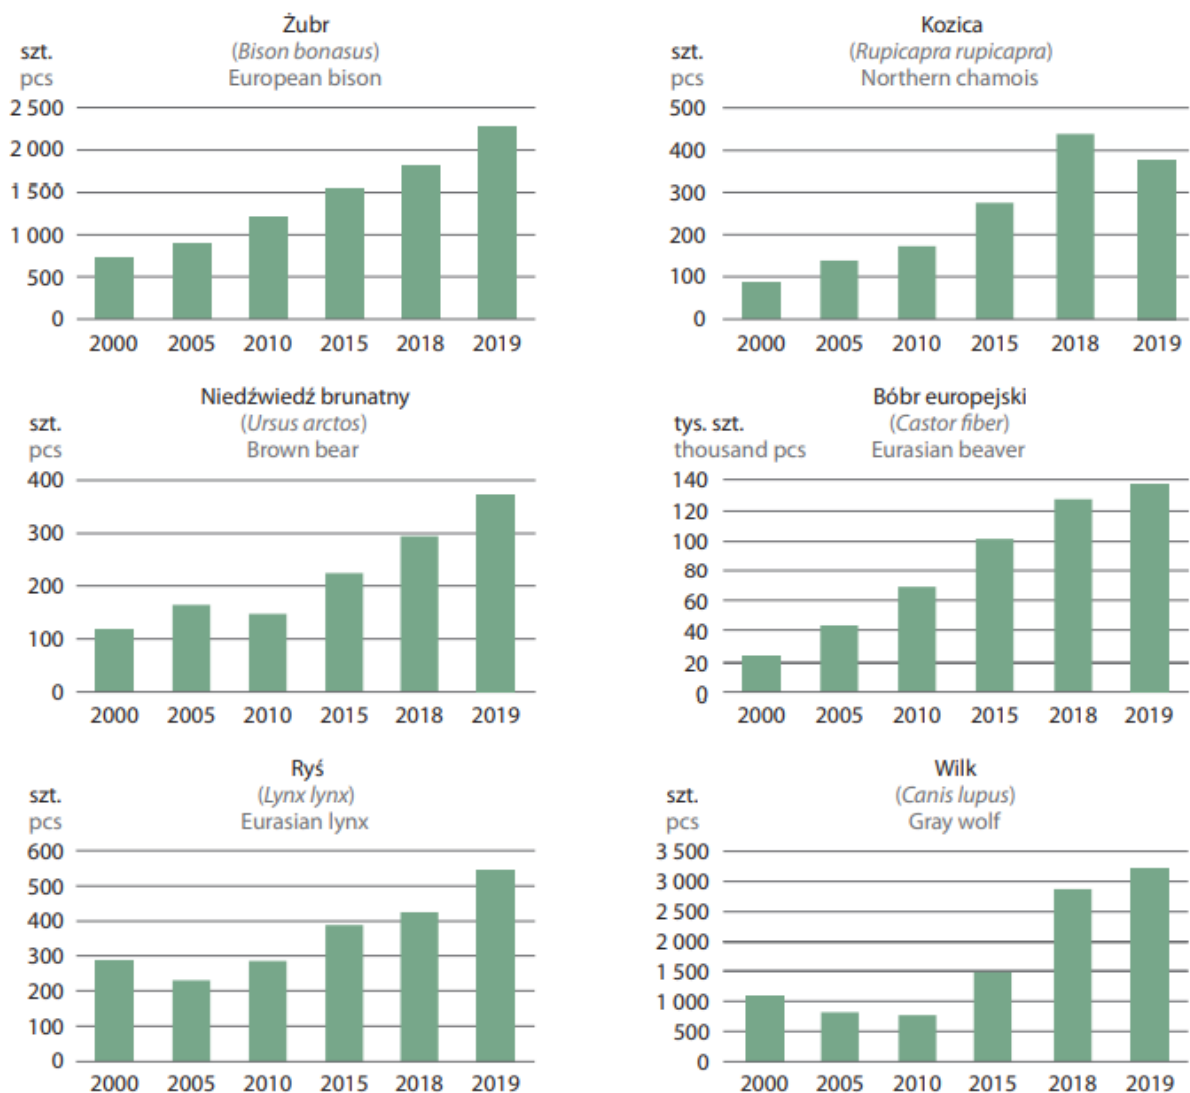 Żubr
(Bison bonasus)
European bison
szt.
pcs
2 500
2 000
1 500
1 000
500
0
2000 2005 2010 2015 2018 2019
Kozica
(Rupicapra rupicapra)
Northern chamois
szt.
pcs
500
400
300
200
100
0
2000 2005 2010 2015 2018 2019
Niedźwiedź brunatny
(Ursus arctos)
Brown bear
szt.
pcs
400
300
200
100
0
2000 2005 2010 2015 2018 2019
Bóbr europejski
(Castor fiber)
Eurasian beaver
tys. szt.
thousand pcs
140
120
100
80
60
40
20
0
2000 2005 2010 2015 2018 2019
Ryś
(Lynx lynx)
Eurasian lynx
szt.
pcs
600
500
400
300
200
100
0
2000 2005 2010 2015 2018 2019
Wilk
(Canis lupus)
Gray wolf
szt.
pcs
3 500
3 000
2 500
2 000
1 500
1 000
500
0
2000 2005 2010 2015 2018 2019